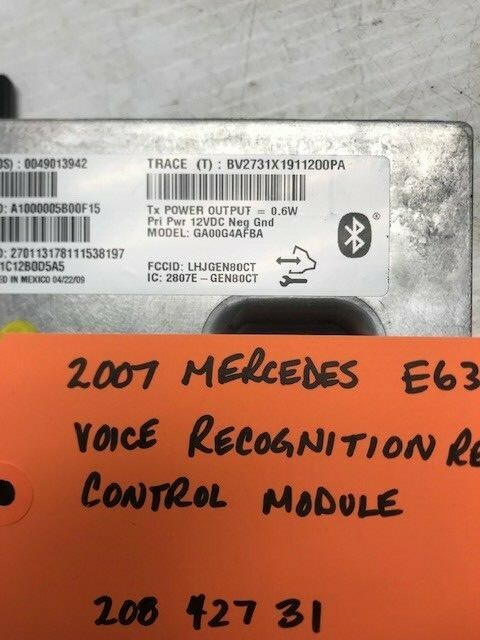 OS) : 0049013942
TRACE (T) : BV2731X1911200PA
D: A1000005B00F15
Tx POWER OUTPUT = 0.6W
Pri Pwr 12VDC Neg Gnd
MODEL: GA00G4AFBA
D: 270113178111538197
1C12B0D5A5
FCCID: LHJGEN80CT
IC: 2807E-GEN80CT
ED IN MEXICO 04/22/09
2007 MERCEDES E63
VOICE RECOGNITION RE
CONTROL MODULE
208 427 31